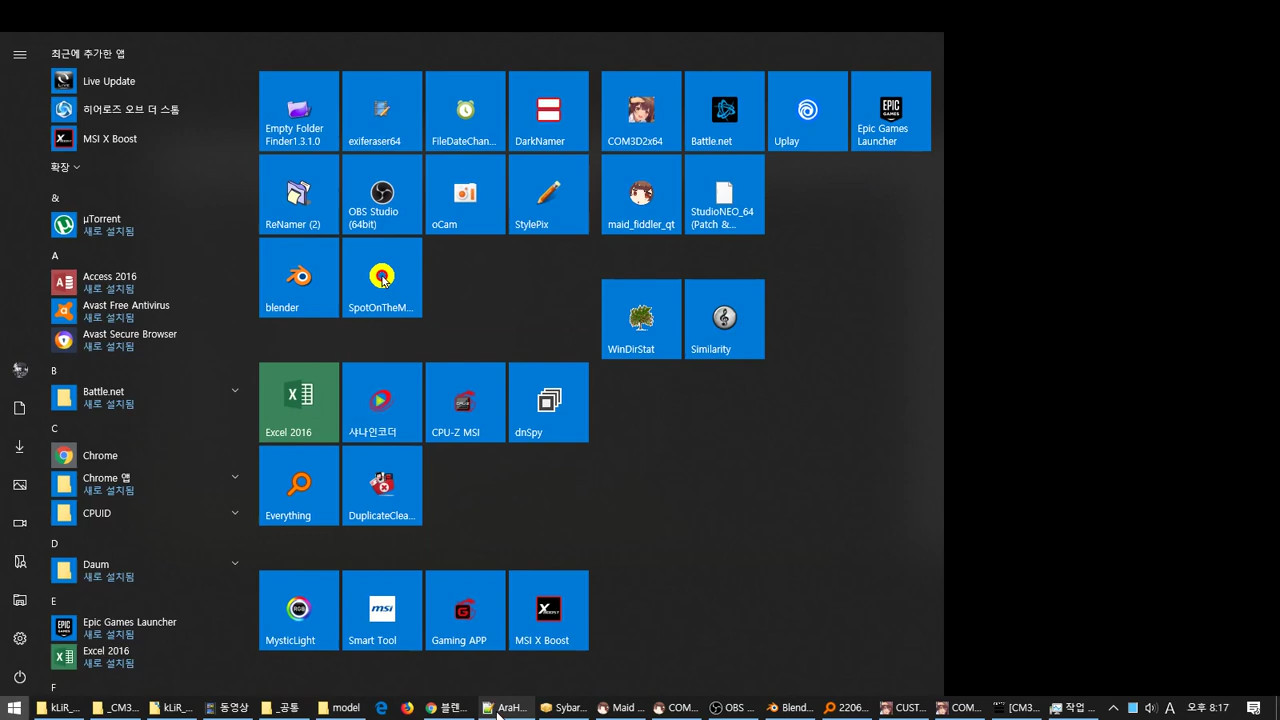 최근에 추가한 앱
Live Update
히어로즈 오브 더 스톰
MSI X Boost
확장
&
µTorrent
새로 설치됨
A
Access 2016
새로 설치됨
Avast Free Antivirus
새로 설치됨
Avast Secure Browser
새로 설치됨
B
Battle.net
새로 설치됨
C
Chrome
Chrome 앱
새로 설치됨
CPUID
D
Daum
새로 설치됨
E
Epic Games Launcher
새로 설치됨
Excel 2016
새로 설치됨
F
Empty Folder
Finder1.3.1.0
exiferaser64
FileDateChan...
DarkNamer
ReNamer (2)
OBS Studio
(64bit)
oCam
StylePix
blender
SpotOnTheM...
Excel 2016
샤나인코더
CPU-Z MSI
dnSpy
Everything
DuplicateClea...
MysticLight
Smart Tool
Gaming APP
MSI X Boost
COM3D2x64
Battle.net
Uplay
Epic Games
Launcher
maid_fiddler_qt
StudioNEO_64
(Patch &...
WinDirStat
Similarity
kLiR_...
_CM3...
kLiR_...
동영상
_공통
model
블렌...
AraH...
Sybar...
Maid ...
COM...
OBS ...
Blend...
2206...
CUST...
COM...
[CM3...
작업 ...
A
오후 8:17